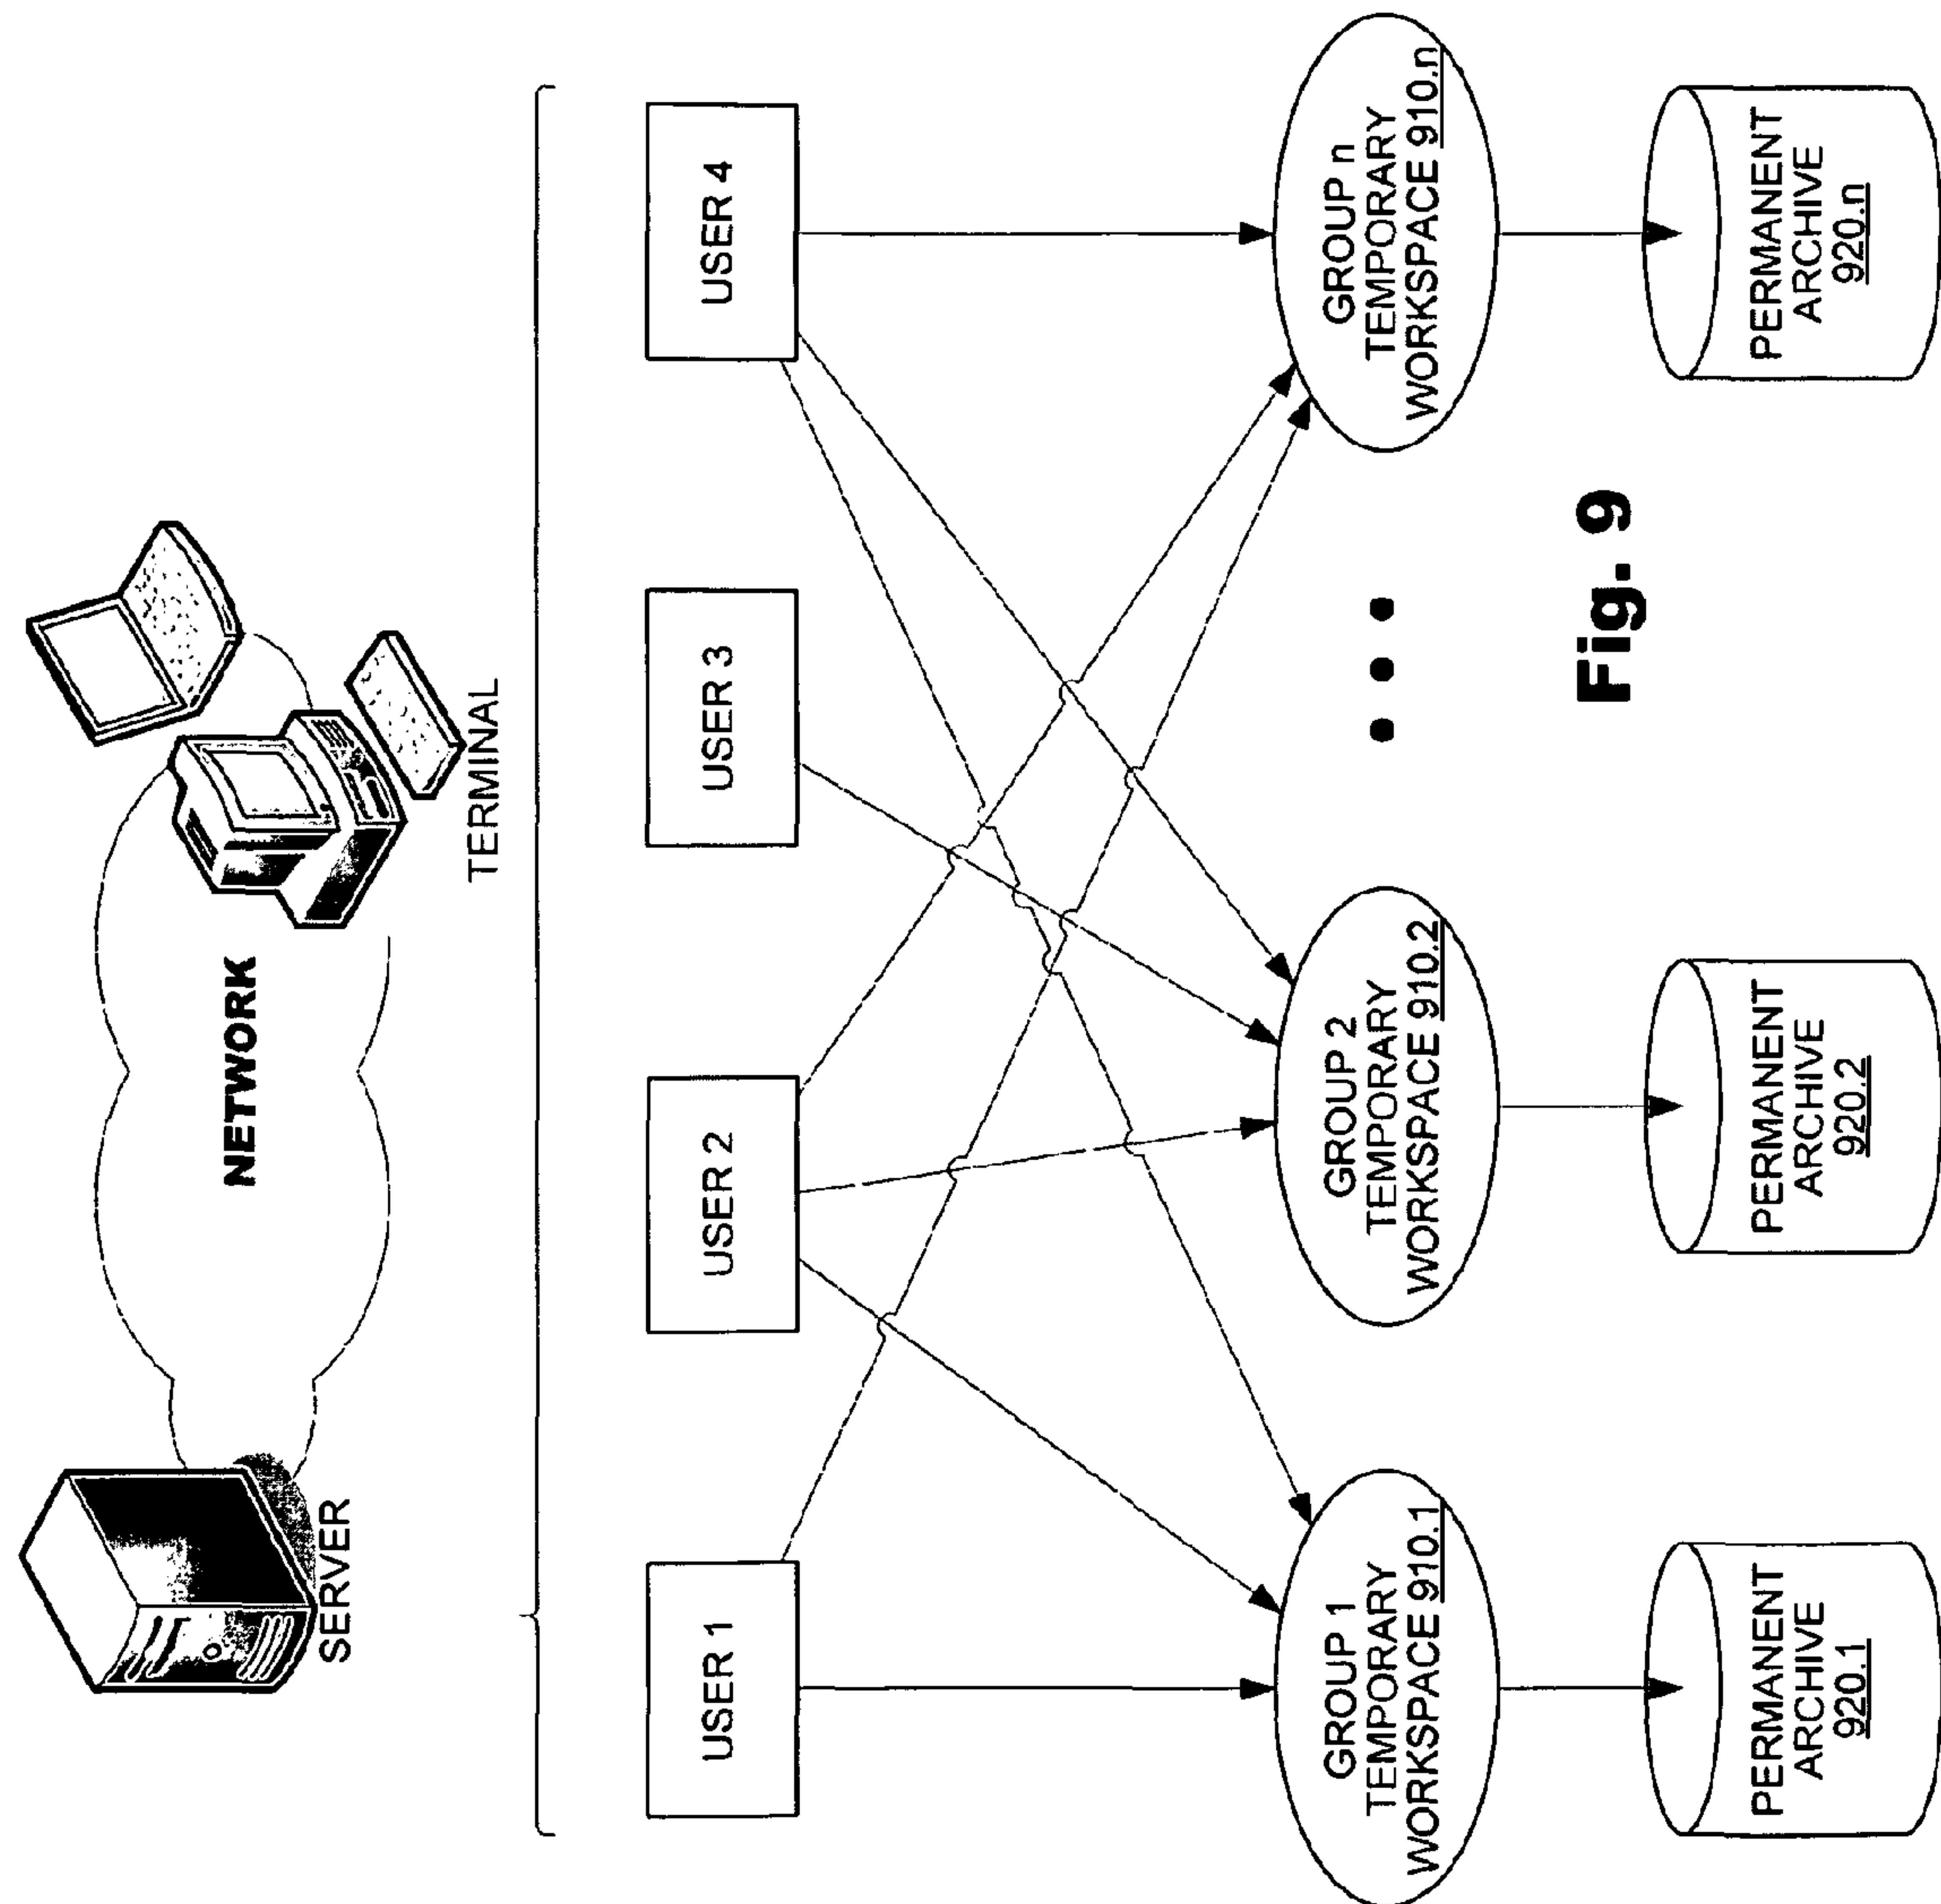 NETWORK
SERVER
TERMINAL
USER 1
USER 2
USER 3
USER 4
GROUP 1
TEMPORARY
WORKSPACE 910.1
GROUP 2
TEMPORARY
WORKSPACE 910.2
GROUP n
TEMPORARY
WORKSPACE 910.n
PERMANENT
ARCHIVE
920.1
PERMANENT
ARCHIVE
920.2
PERMANENT
ARCHIVE
920.n
Fig. 9